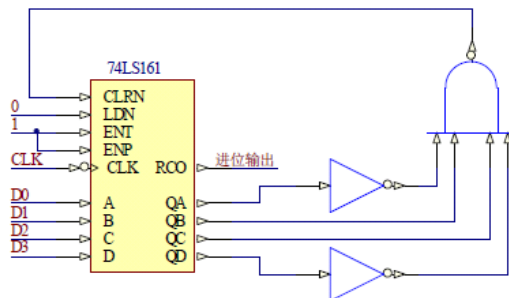 74LS161
CLRN
0 LDN
1 ENT
ENP
CLK CLK RCO 进位输出
D0 A QA
D1 B QB
D2 C QC
D3 D QD